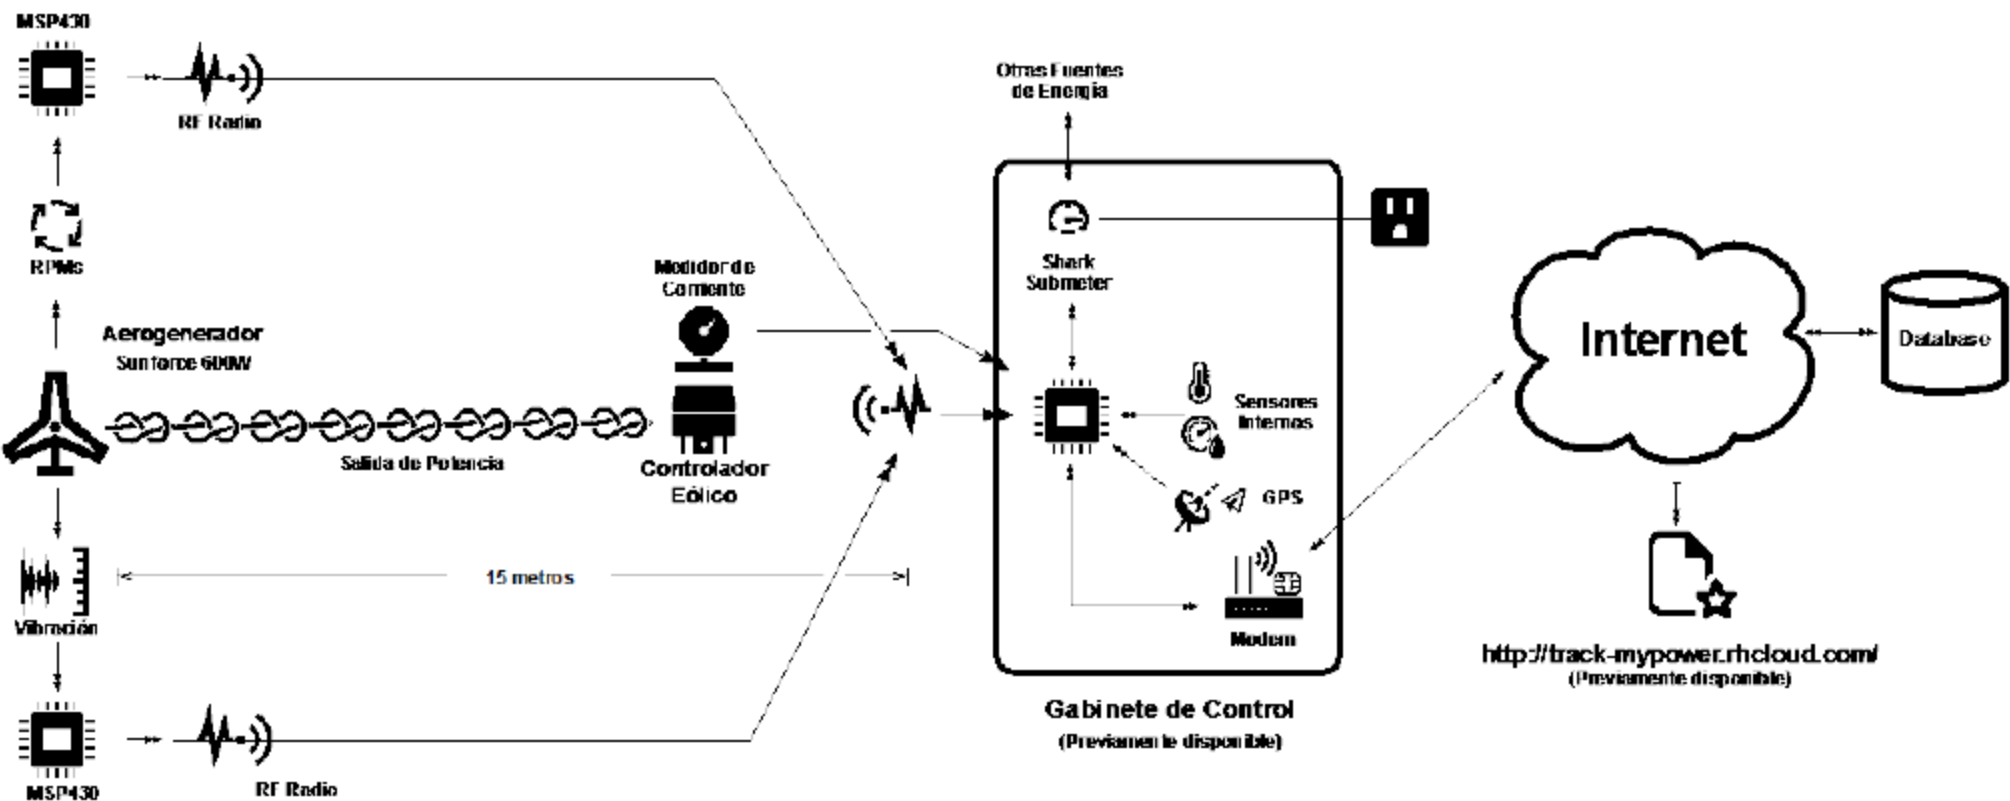 MSP430
RF Radio
RPMs
Aerogenerador
Sunforce 600W
Salida de Potencia
Medidor de
Corriente
Controlador
Eólico
15 metros
Vibración
MSP430
RF Radio
Otras Fuentes
de Energía
Shark
Submeter
Sensores
Internos
GPS
Modem
Gabinete de Control
(Previamente disponible)
Internet
Database
http://track-mypower.rhcloud.com/
(Previamente disponible)